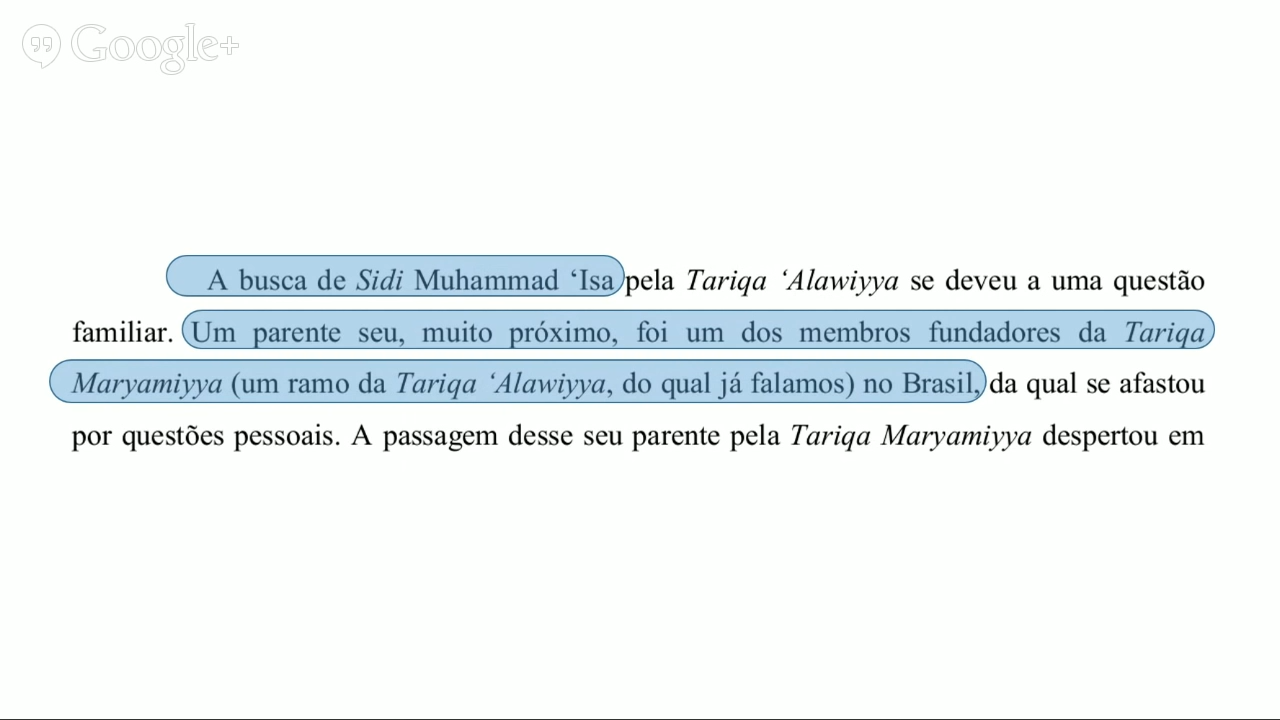 Google+
A busca de Sidi Muhammad ‘Isa pela Tariqa ‘Alawiyya se deveu a uma questão
familiar. Um parente seu, muito próximo, foi um dos membros fundadores da Tariqa
Maryamiyya (um ramo da Tariqa ‘Alawiyya, do qual já falamos) no Brasil, da qual se afastou
por questões pessoais. A passagem desse seu parente pela Tariqa Maryamiyya despertou em